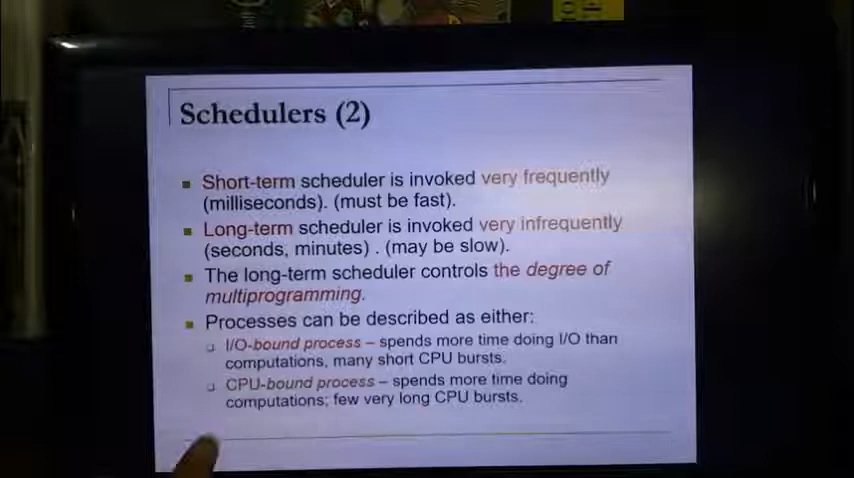 Schedulers (2)
Short-term scheduler is invoked very frequently
(milliseconds). (must be fast).
Long-term scheduler is invoked very infrequently
(seconds, minutes) . (may be slow).
The long-term scheduler controls the degree of
multiprogramming.
Processes can be described as either:
I/O-bound process – spends more time doing I/O than
computations, many short CPU bursts.
CPU-bound process – spends more time doing
computations; few very long CPU bursts.